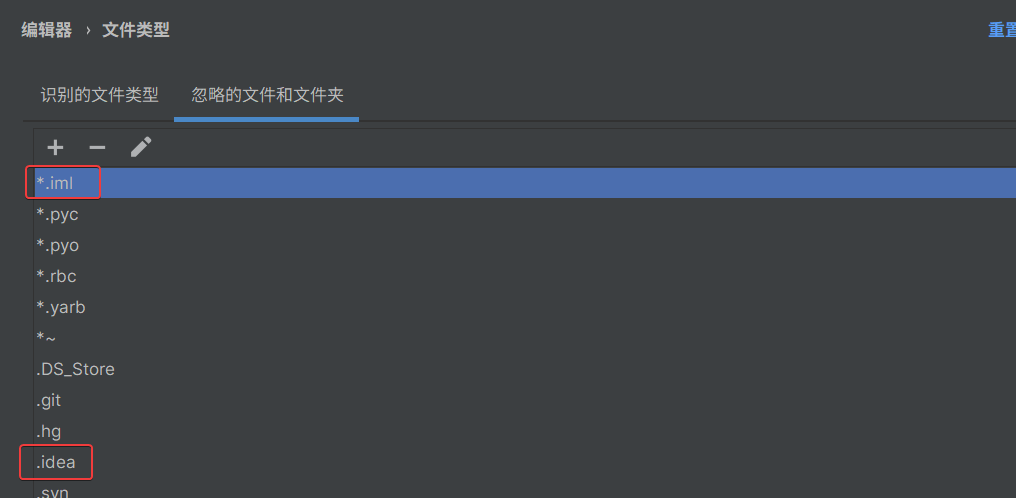 编辑器 › 文件类型 重置
识别的文件类型 忽略的文件和文件夹
*.iml
*.pyc
*.pyo
*.rbc
*.yarb
*~
.DS_Store
.git
.hg
.idea
.svn